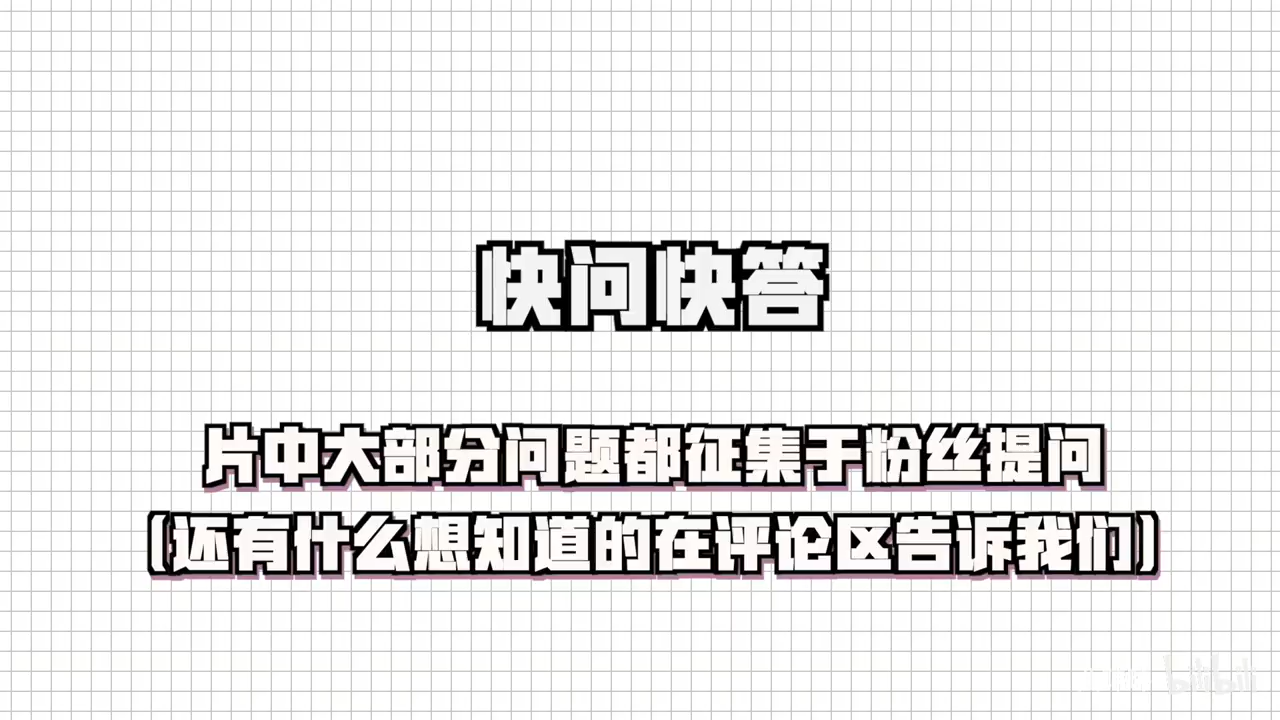 快问快答
片中大部分问题都征集于粉丝提问
(还有什么想知道的在评论区告诉我们)
bilibili